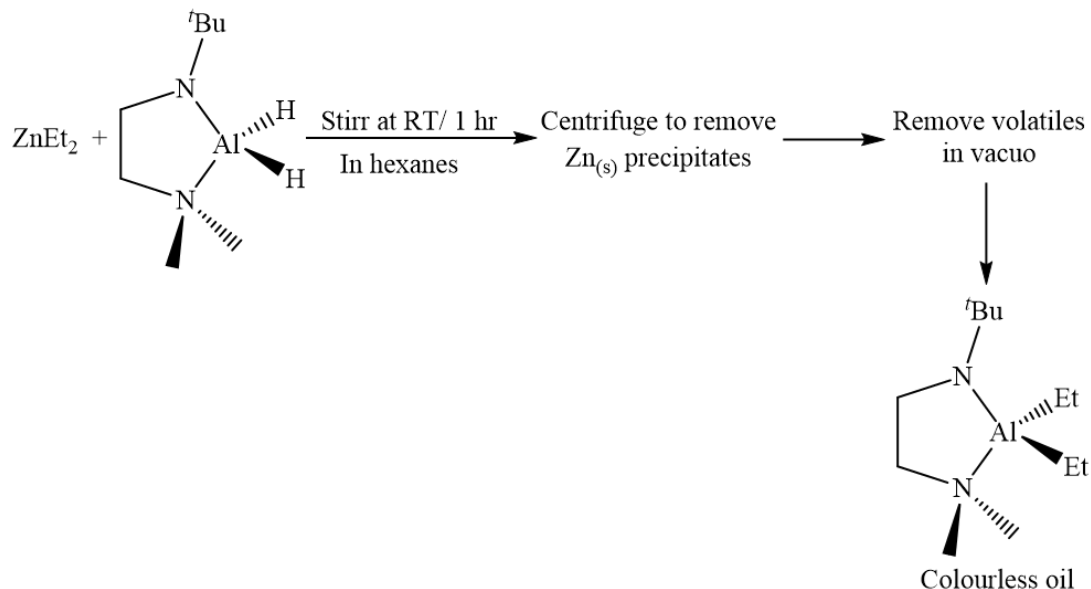 ᵗBu
N
H
ZnEt₂ +
Al
H
N
Stirr at RT/ 1 hr
In hexanes
Centrifuge to remove
Zn₍ₛ₎ precipitates
Remove volatiles
in vacuo
ᵗBu
N
Et
Al
Et
N
Colourless oil